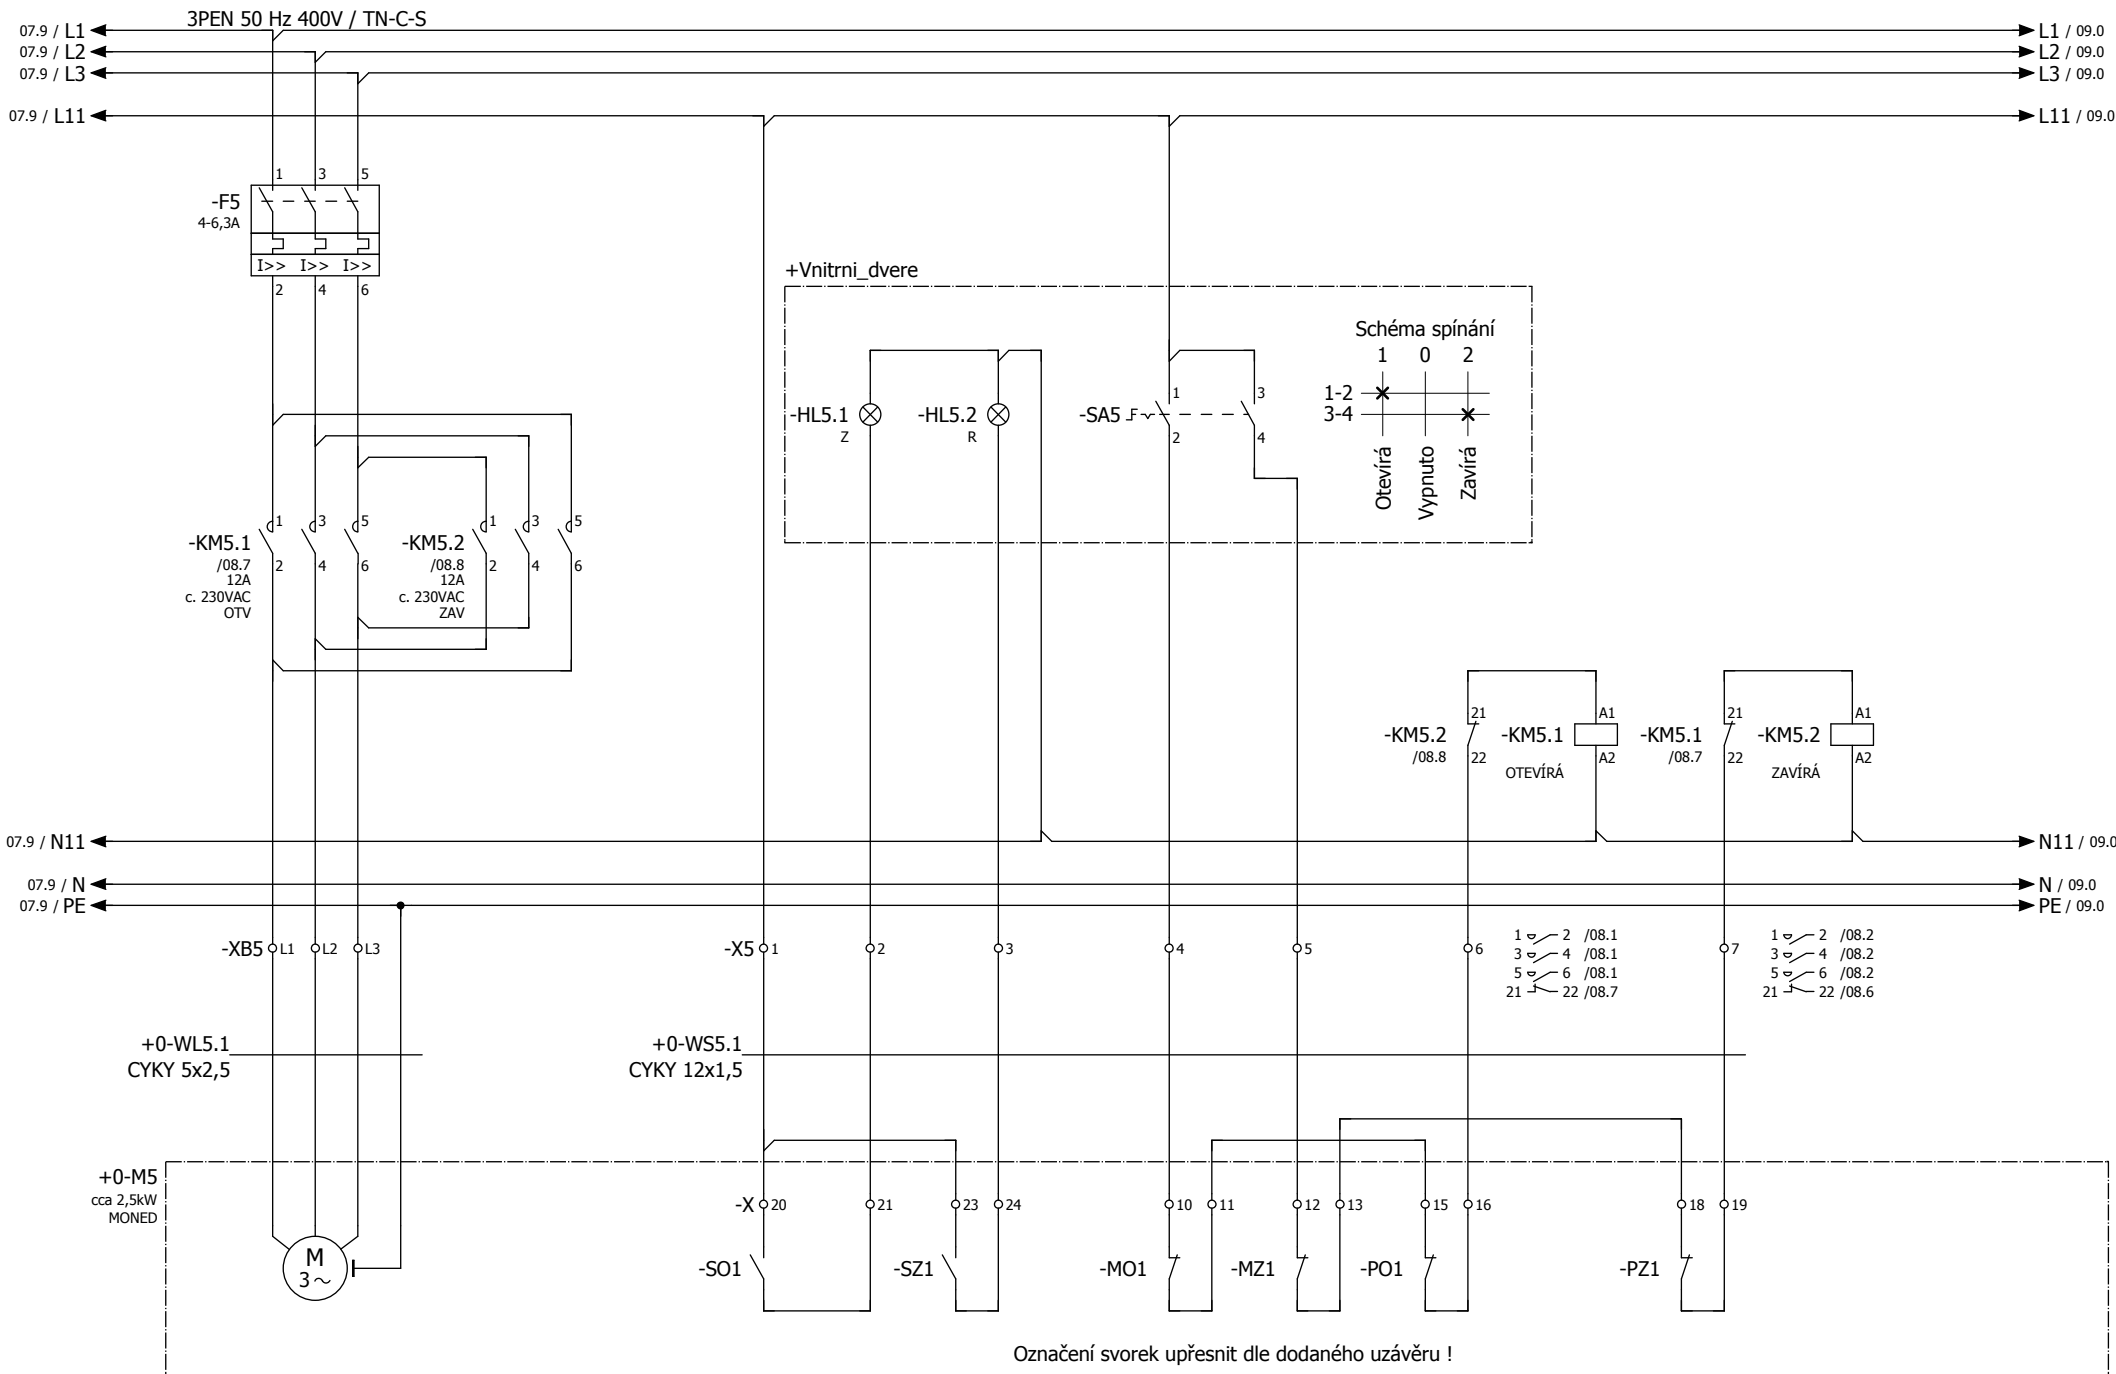 3PEN 50 Hz 400V / TN-C-S
07.9 / L1
L1 / 09.0
07.9 / L2
L2 / 09.0
07.9 / L3
L3 / 09.0
07.9 / L11
L11 / 09.0
1 3 5
-F5
4-6,3A
I>> I>> I>>
2 4 6
+Vnitrni_dvere
Schéma spínání
1 0 2
1-2
3-4
Otevírá
Vypnuto
Zavírá
-HL5.1
Z
-HL5.2
R
-SA5
1 3
2 4
-KM5.1
/08.7
12A
c. 230VAC
OTV
1 3 5
2 4 6
-KM5.2
/08.8
12A
c. 230VAC
ZAV
1 3 5
2 4 6
-KM5.2
/08.8
21
22
-KM5.1
OTEVÍRÁ
A1
A2
-KM5.1
/08.7
21
22
-KM5.2
ZAVÍRÁ
A1
A2
07.9 / N11
N11 / 09.0
07.9 / N
N / 09.0
07.9 / PE
PE / 09.0
-XB5 L1 L2 L3
-X5 1 2 3 4 5 6 7
1 2 /08.1
3 4 /08.1
5 6 /08.1
21 22 /08.7
1 2 /08.2
3 4 /08.2
5 6 /08.2
21 22 /08.6
+0-WL5.1
CYKY 5x2,5
+0-WS5.1
CYKY 12x1,5
+0-M5
cca 2,5kW
MONED
-X 20 21 23 24 10 11 12 13 15 16 18 19
M
3~
-SO1
-SZ1
-MO1
-MZ1
-PO1
-PZ1
Označení svorek upřesnit dle dodaného uzávěru !